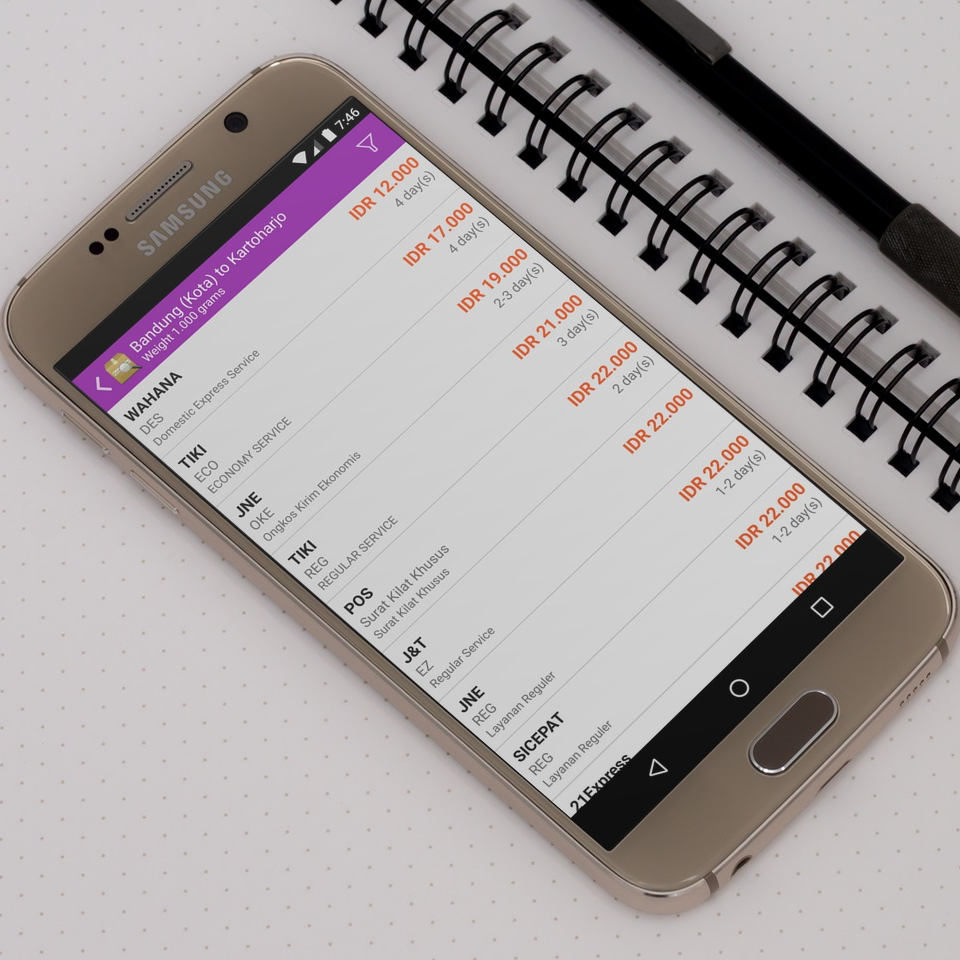 SAMSUNG
7:46
Bandung (Kota) to Kartoharjo
Weight 1.000 grams
WAHANA
DES
Domestic Express Service
IDR 12.000
4 day(s)
TIKI
ECO
ECONOMY SERVICE
IDR 17.000
4 day(s)
JNE
OKE
Ongkos Kirim Ekonomis
IDR 19.000
2-3 day(s)
TIKI
REG
REGULAR SERVICE
IDR 21.000
3 day(s)
POS
Surat Kilat Khusus
Surat Kilat Khusus
IDR 22.000
2 day(s)
J&T
EZ
Regular Service
IDR 22.000
JNE
REG
Layanan Reguler
IDR 22.000
1-2 day(s)
SICEPAT
REG
Layanan Reguler
IDR 22.000
1-2 day(s)
21Express
IDR 22.000